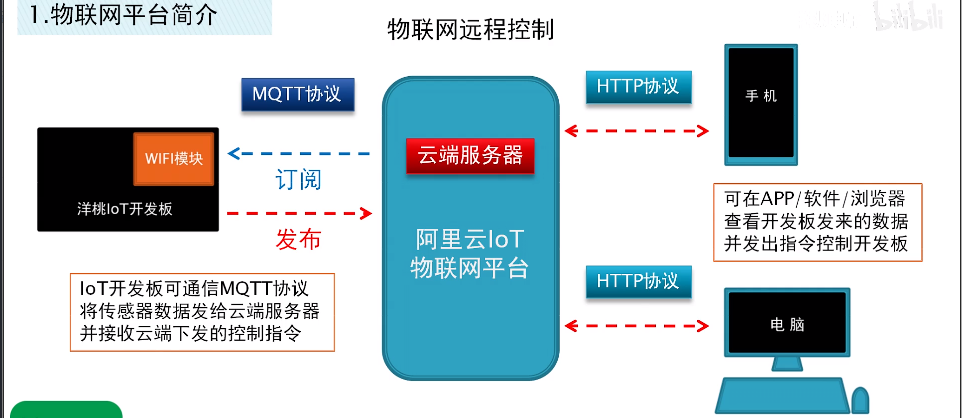 1.物联网平台简介
bilibili
物联网远程控制
MQTT协议
HTTP协议
手 机
WIFI模块
云端服务器
订阅
洋桃IoT开发板
发布
阿里云IoT
物联网平台
可在APP/软件/浏览器
查看开发板发来的数据
并发出指令控制开发板
HTTP协议
IoT开发板可通信MQTT协议
将传感器数据发给云端服务器
并接收云端下发的控制指令
电 脑